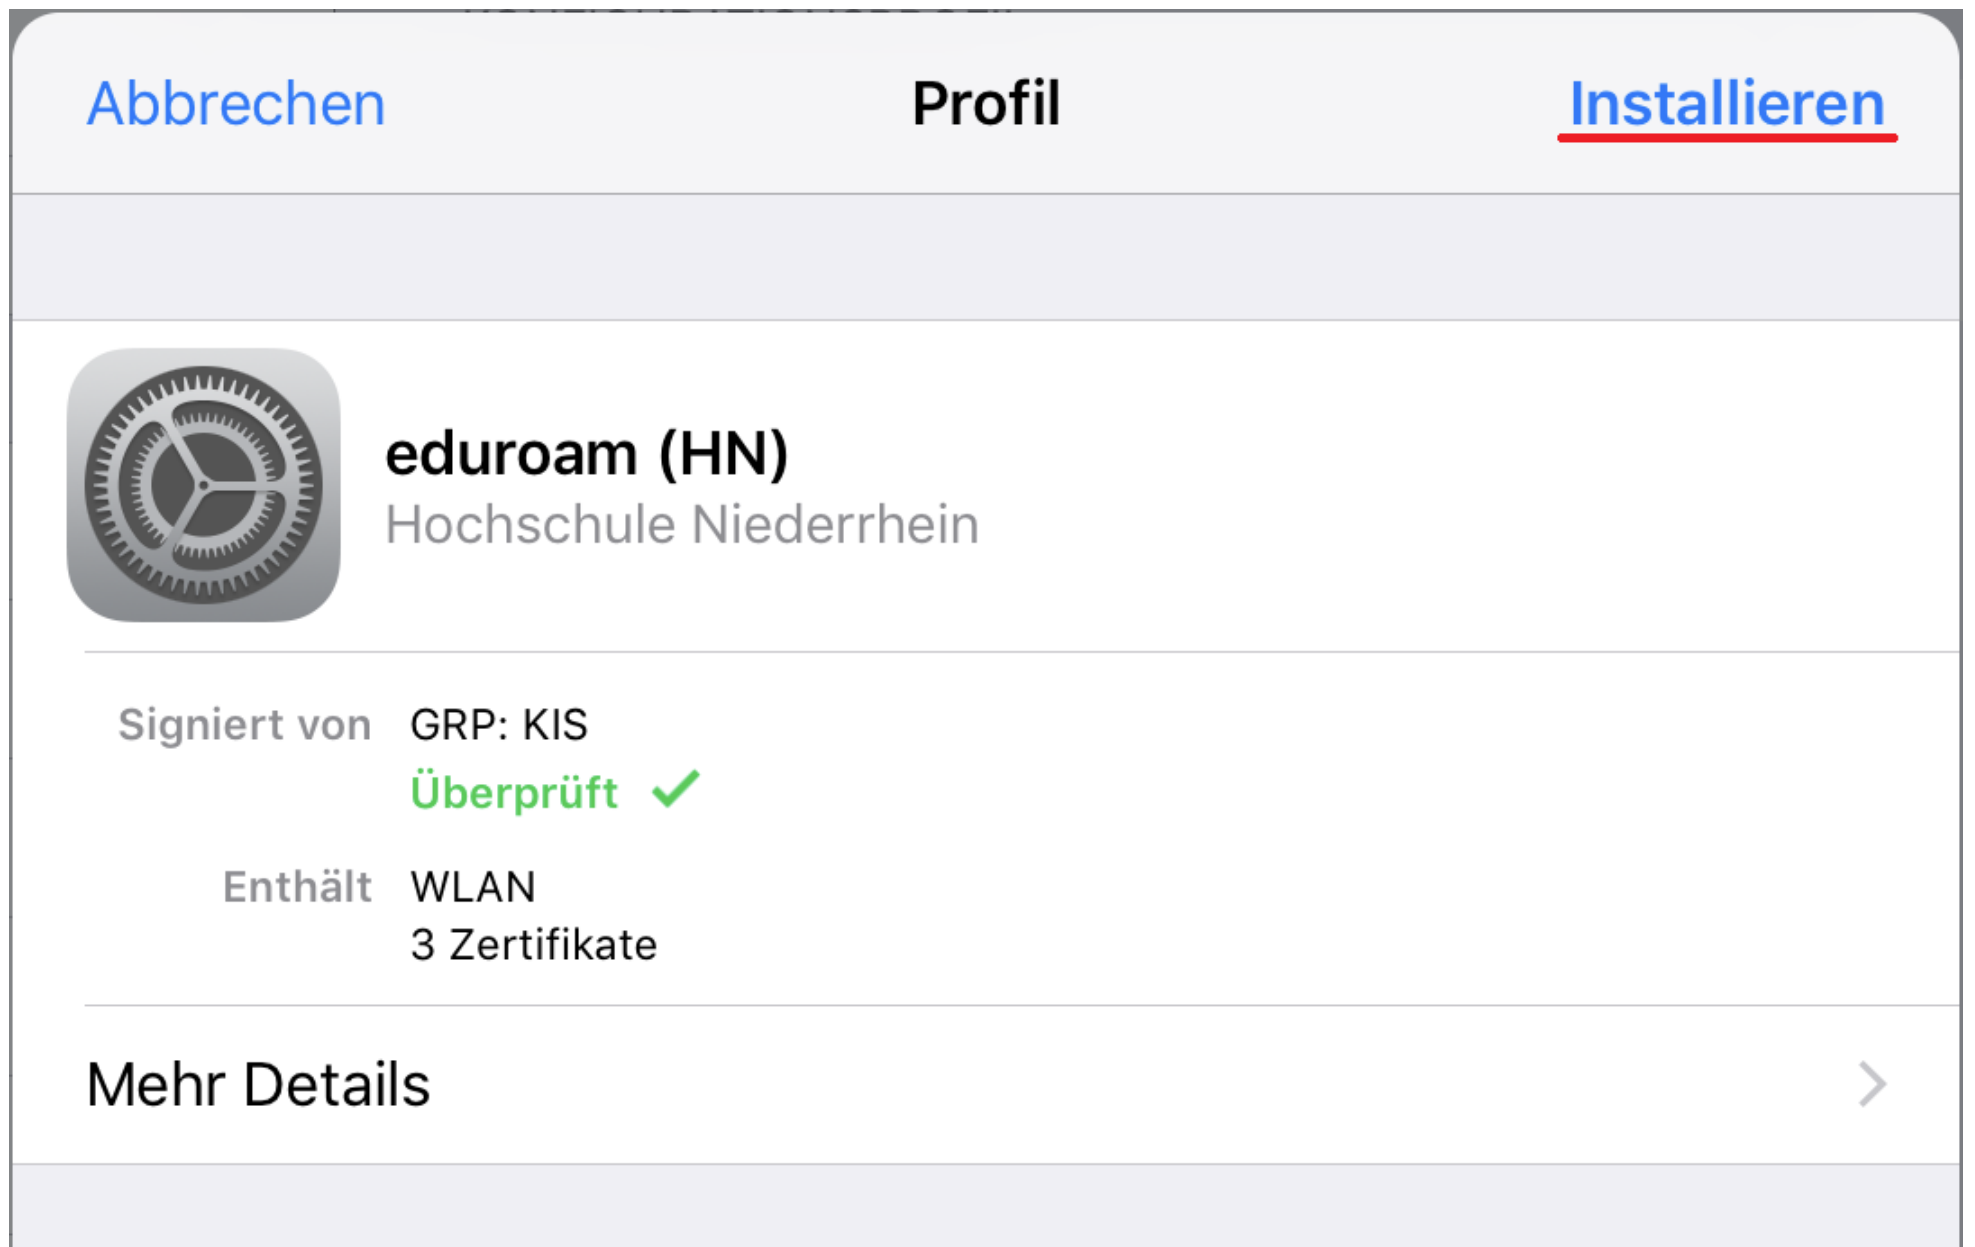 Abbrechen Profil Installieren
eduroam (HN)
Hochschule Niederrhein
Signiert von GRP: KIS
Überprüft
Enthält WLAN
3 Zertifikate
Mehr Details